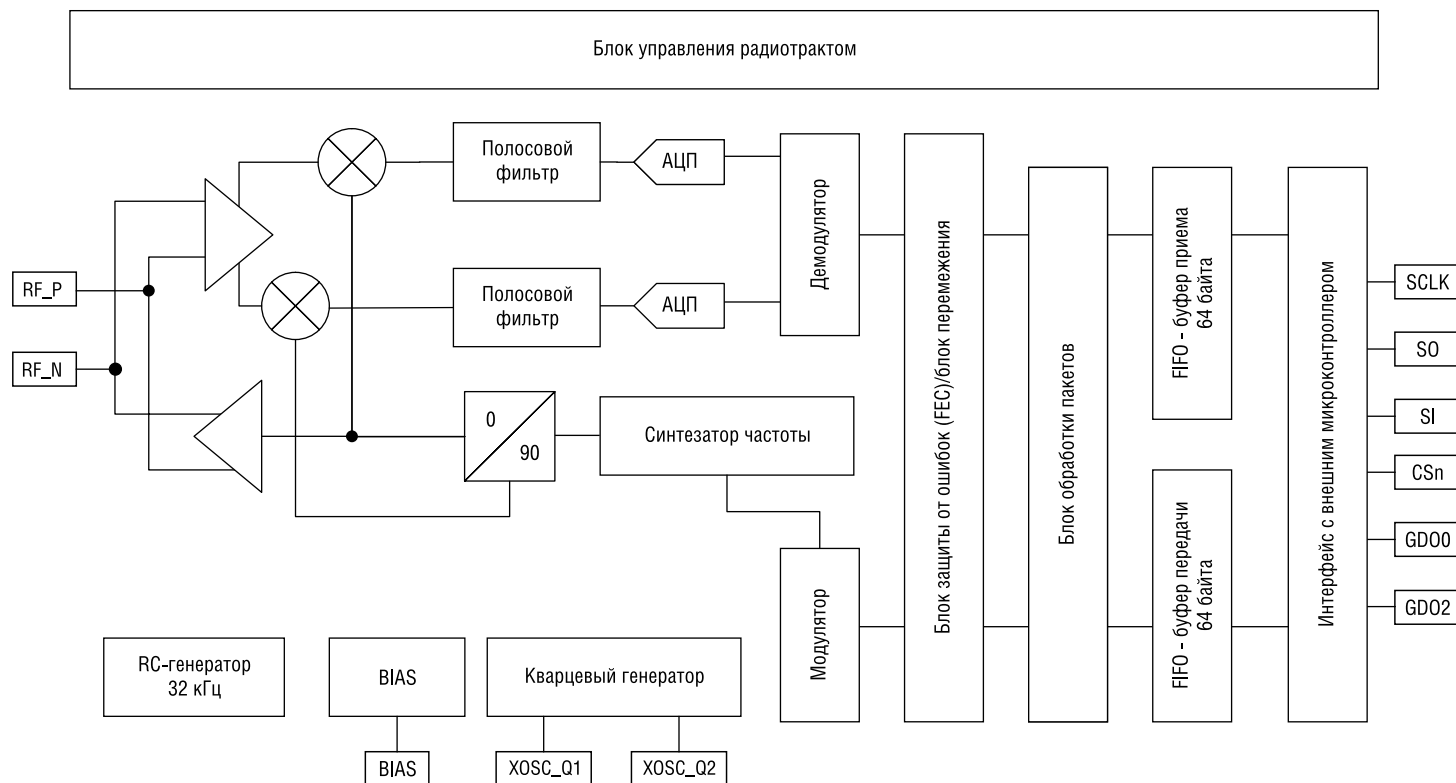 Блок управления радиотрактом
Полосовой
фильтр
АЦП
Полосовой
фильтр
АЦП
Демодулятор
RF_P
RF_N
0
90
Синтезатор частоты
Модулятор
Блок защиты от ошибок (FEC)/блок перемежения
Блок обработки пакетов
FIFO - буфер приема
64 байта
FIFO - буфер передачи
64 байта
Интерфейс с внешним микроконтроллером
SCLK
SO
SI
CSn
GDO0
GDO2
RC-генератор
32 кГц
BIAS
Кварцевый генератор
BIAS
XOSC_Q1
XOSC_Q2